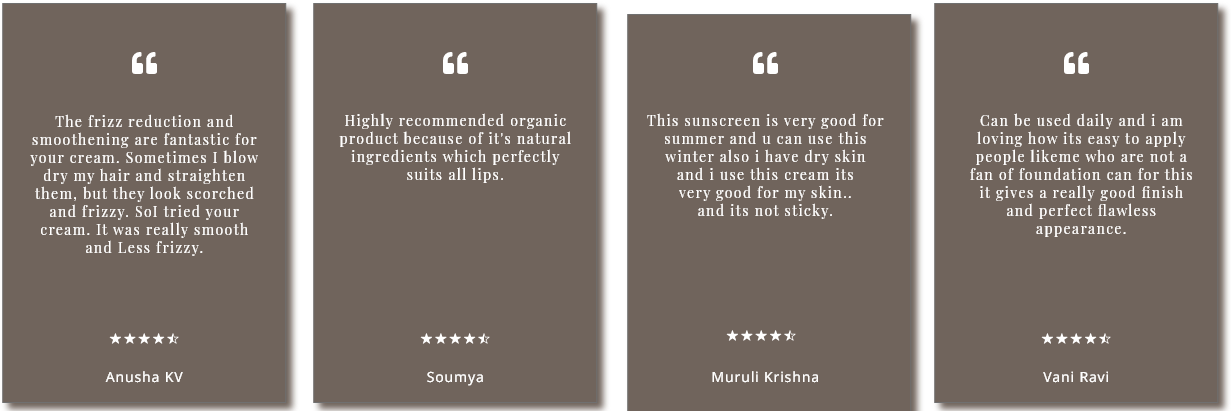 The frizz reduction and
smoothening are fantastic for
your cream. Sometimes I blow
dry my hair and straighten
them, but they look scorched
and frizzy. SoI tried your
cream. It was really smooth
and Less frizzy.
Anusha KV
Highly recommended organic
product because of it's natural
ingredients which perfectly
suits all lips.
Soumya
This sunscreen is very good for
summer and u can use this
winter also i have dry skin
and i use this cream its
very good for my skin..
and its not sticky.
Muruli Krishna
Can be used daily and i am
loving how its easy to apply
people likeme who are not a
fan of foundation can for this
it gives a really good finish
and perfect flawless
appearance.
Vani Ravi